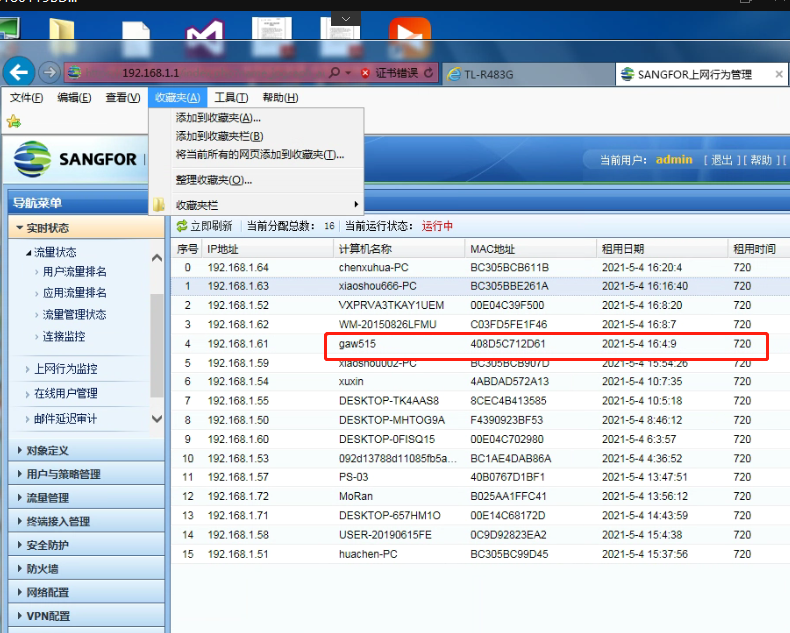 192.168.1.1 证书错误 TL-R483G SANGFOR上网行为管理
文件(F) 编辑(E) 查看(V) 收藏夹(A) 工具(T) 帮助(H)
添加到收藏夹(A)...
添加到收藏夹栏(B)
将当前所有的网页添加到收藏夹(T)...
整理收藏夹(O)...
收藏夹栏
SANGFOR
当前用户： admin [ 退出 ][ 帮助 ][
导航菜单
实时状态
流量状态
用户流量排名
应用流量排名
流量管理状态
连接监控
上网行为监控
在线用户管理
邮件延迟审计
对象定义
用户与策略管理
流量管理
终端接入管理
安全防护
防火墙
网络配置
VPN配置
立即刷新 当前分配总数： 16 当前运行状态： 运行中
序号 IP地址 计算机名称 MAC地址 租用日期 租用时间
0 192.168.1.64 chenxuhua-PC BC305BCB611B 2021-5-4 16:20:4 720
1 192.168.1.63 xiaoshou666-PC BC305BBE261A 2021-5-4 16:16:40 720
2 192.168.1.52 VXPRVA3TKAY1UEM 00E04C39F500 2021-5-4 16:8:20 720
3 192.168.1.62 WM-20150826LFMU C03FD5FE1F46 2021-5-4 16:8:7 720
4 192.168.1.61 gaw515 408D5C712D61 2021-5-4 16:4:9 720
5 192.168.1.59 xiaoshou002-PC BC305BCB907D 2021-5-4 15:54:26 720
6 192.168.1.54 xuxin 4ABDAD572A13 2021-5-4 10:7:35 720
7 192.168.1.55 DESKTOP-TK4AAS8 8CEC4B413585 2021-5-4 10:5:18 720
8 192.168.1.50 DESKTOP-MHTOG9A F4390923BF53 2021-5-4 8:46:12 720
9 192.168.1.60 DESKTOP-0FISQ15 00E04C702980 2021-5-4 6:3:57 720
10 192.168.1.53 092d13788d11085fb5a... BC1AE4DAB86A 2021-5-4 4:36:52 720
11 192.168.1.57 PS-03 40B0767D1BF1 2021-5-4 13:47:51 720
12 192.168.1.72 MoRan B025AA1FFC41 2021-5-4 13:56:12 720
13 192.168.1.71 DESKTOP-657HM1O 00E14C68172D 2021-5-4 14:43:59 720
14 192.168.1.58 USER-20190615FE 0C9D92823EA2 2021-5-4 15:4:38 720
15 192.168.1.51 huachen-PC BC305BC99D45 2021-5-4 15:37:56 720